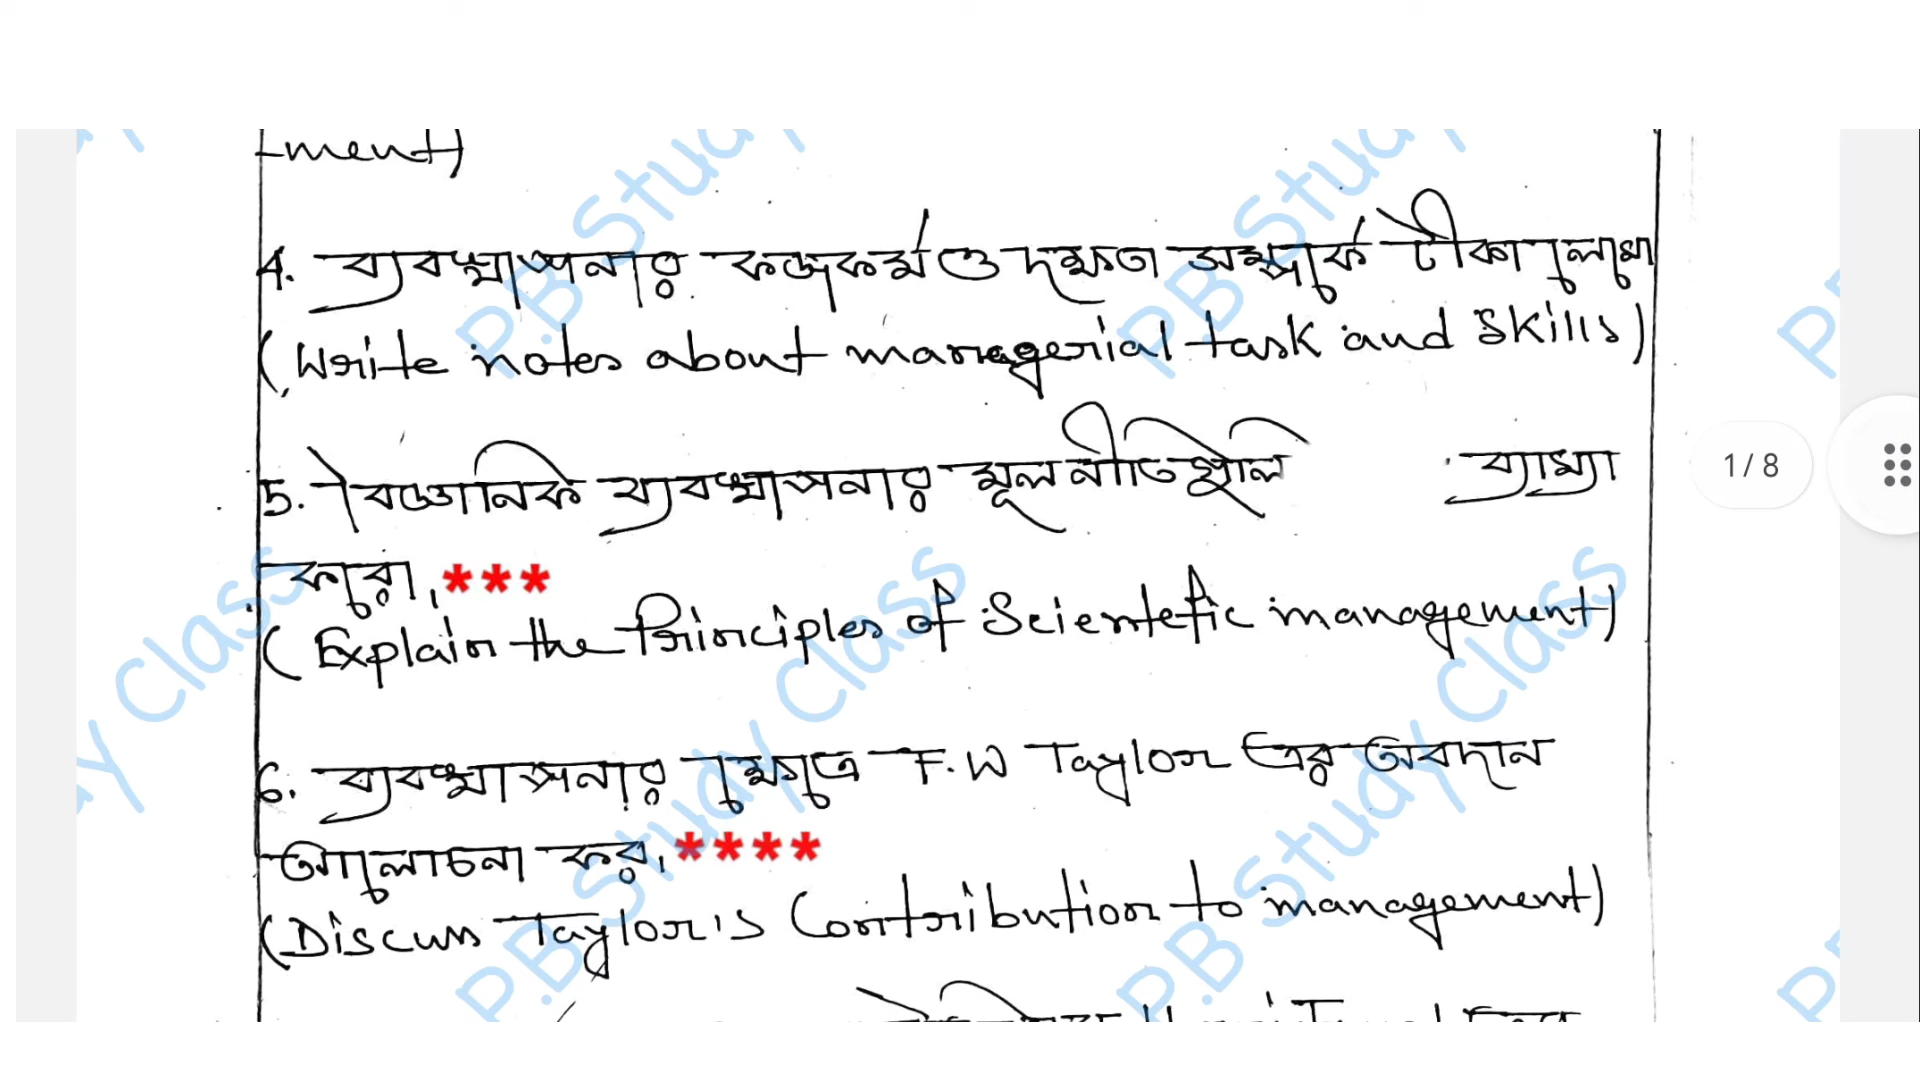 tment)
4. ব্যবস্থাপনার কাজকর্ম ও দক্ষতা সম্পর্কে টীকা লেখো
(Write notes about managerial task and Skills)
5. বৈজ্ঞানিক ব্যবস্থাপনার মূলনীতিগুলি ব্যাখ্যা
করো। ***
(Explain the Principles of Scientefic management)
6. ব্যবস্থাপনার ক্ষেত্রে F.W Taylor এর অবদান
আলোচনা কর। ****
(Discuss Taylor's Contribution to management)
1/8
P.B Study Class